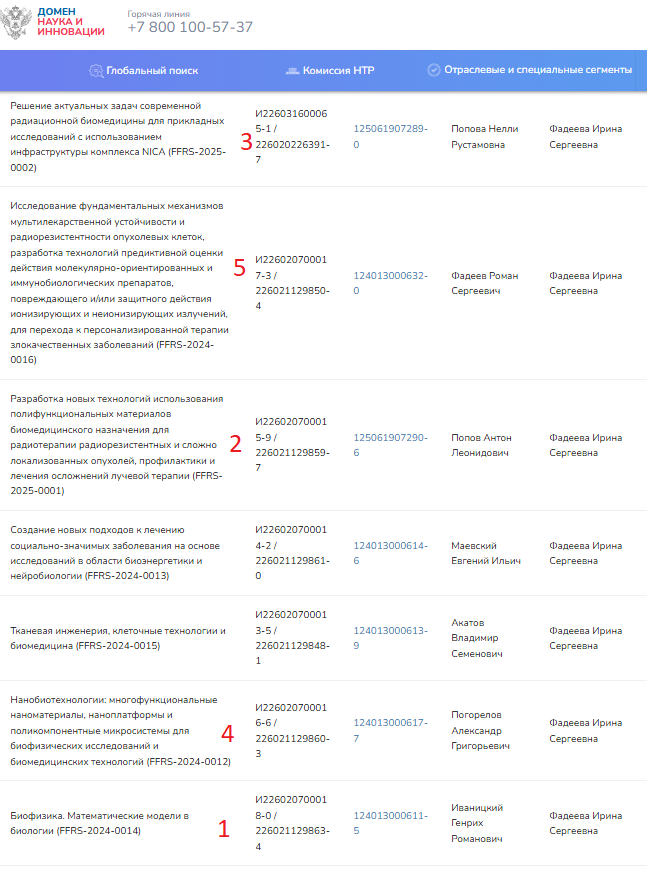 ДОМЕН
НАУКА И
ИННОВАЦИИ
Горячая линия
+7 800 100-57-37
Глобальный поиск
Комиссия НТР
Отраслевые и специальные сегменты
Решение актуальных задач современной
радиационной биомедицины для прикладных
исследований с использованием
инфраструктуры комплекса NICA (FFRS-2025-
0002)
3
И22603160006
5-1 /
226020226391-
7
125061907289-
0
Попова Нелли
Рустамовна
Фадеева Ирина
Сергеевна
Исследование фундаментальных механизмов
мультилекарственной устойчивости и
радиорезистентности опухолевых клеток,
разработка технологий предиктивной оценки
действия молекулярно-ориентированных и
иммунобиологических препаратов,
повреждающего и/или защитного действия
ионизирующих и неионизирующих излучений,
для перехода к персонализированной терапии
злокачественных заболеваний (FFRS-2024-
0016)
5
И22602070001
7-3 /
226021129850-
4
124013000632-
0
Фадеев Роман
Сергеевич
Фадеева Ирина
Сергеевна
Разработка новых технологий использования
полифункциональных материалов
биомедицинского назначения для
радиотерапии радиорезистентных и сложно
локализованных опухолей, профилактики и
лечения осложнений лучевой терапии (FFRS-
2025-0001)
2
И22602070001
5-9 /
226021129859-
7
125061907290-
6
Попов Антон
Леонидович
Фадеева Ирина
Сергеевна
Создание новых подходов к лечению
социально-значимых заболевания на основе
исследований в области биоэнергетики и
нейробиологии (FFRS-2024-0013)
И22602070001
4-2 /
226021129861-
0
124013000614-
6
Маевский
Евгений Ильич
Фадеева Ирина
Сергеевна
Тканевая инженерия, клеточные технологии и
биомедицина (FFRS-2024-0015)
И22602070001
3-5 /
226021129848-
1
124013000613-
9
Акатов
Владимир
Семенович
Фадеева Ирина
Сергеевна
Нанобиотехнологии: многофункциональные
наноматериалы, наноплатформы и
поликомпонентные микросистемы для
биофизических исследований и
биомедицинских технологий (FFRS-2024-0012)
4
И22602070001
6-6 /
226021129860-
3
124013000617-
7
Погорелов
Александр
Григорьевич
Фадеева Ирина
Сергеевна
Биофизика. Математические модели в
биологии (FFRS-2024-0014)
1
И22602070001
8-0 /
226021129863-
4
124013000611-
5
Иваницкий
Генрих
Романович
Фадеева Ирина
Сергеевна